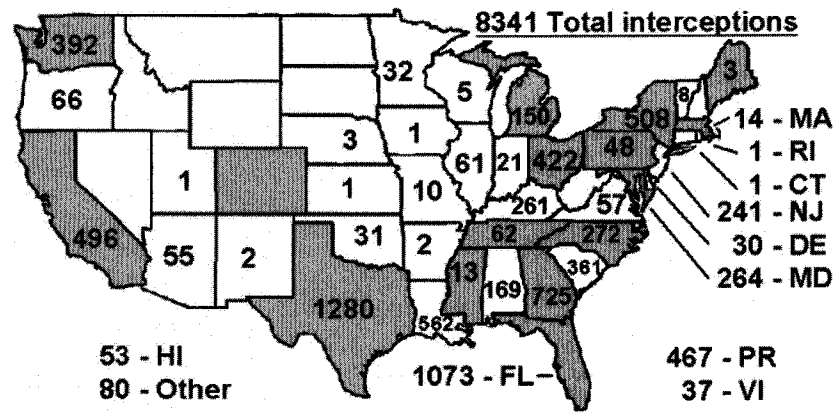 8341 Total interceptions
392
66
32
5
150
8
3
508
14 - MA
3
1
61
21
422
48
1 - RI
1
1
10
261
57
1 - CT
241 - NJ
496
55
2
31
2
62
272
30 - DE
264 - MD
1280
562
13
169
725
361
53 - HI
80 - Other
1073 - FL
467 - PR
37 - VI